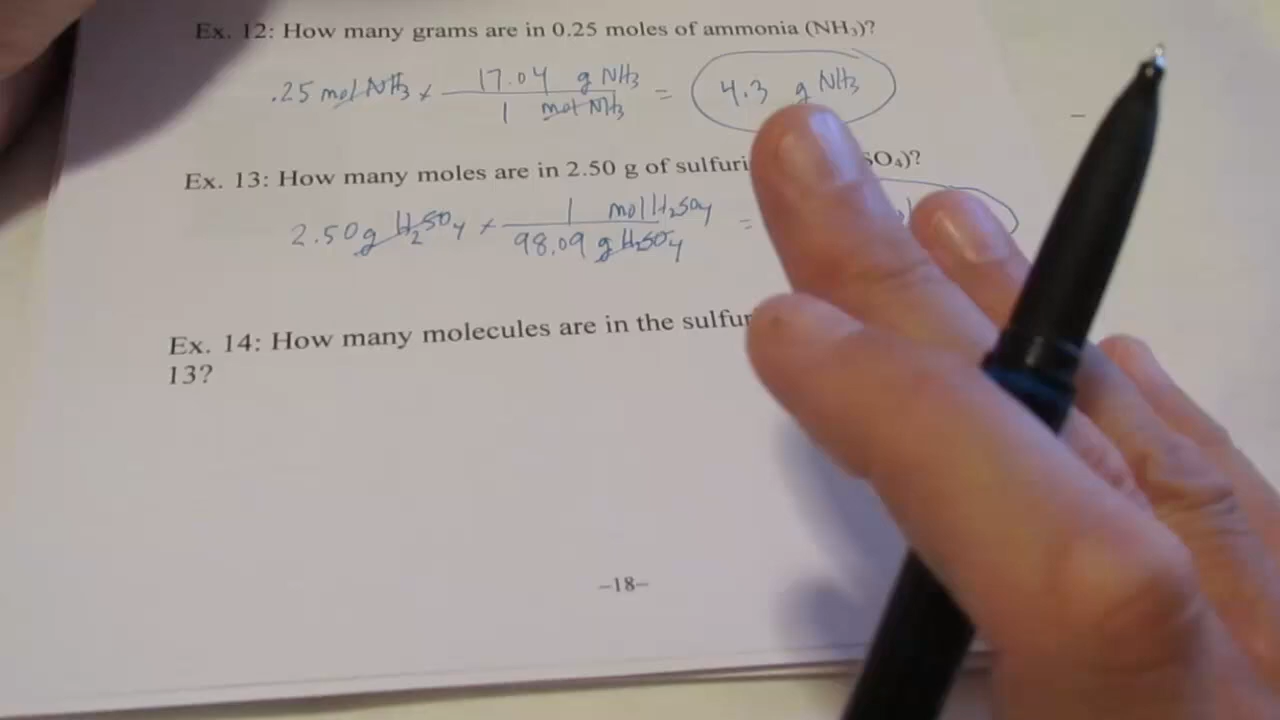 Ex. 12: How many grams are in 0.25 moles of ammonia (NH₃)?
.25 mol NH₃ × 17.04 g NH₃ / 1 mol NH₃ = 4.3 g NH₃
Ex. 13: How many moles are in 2.50 g of sulfuri SO₄)?
2.50 g H₂SO₄ × 1 mol H₂SO₄ / 98.09 g H₂SO₄ =
Ex. 14: How many molecules are in the sulfur
13?
–18–